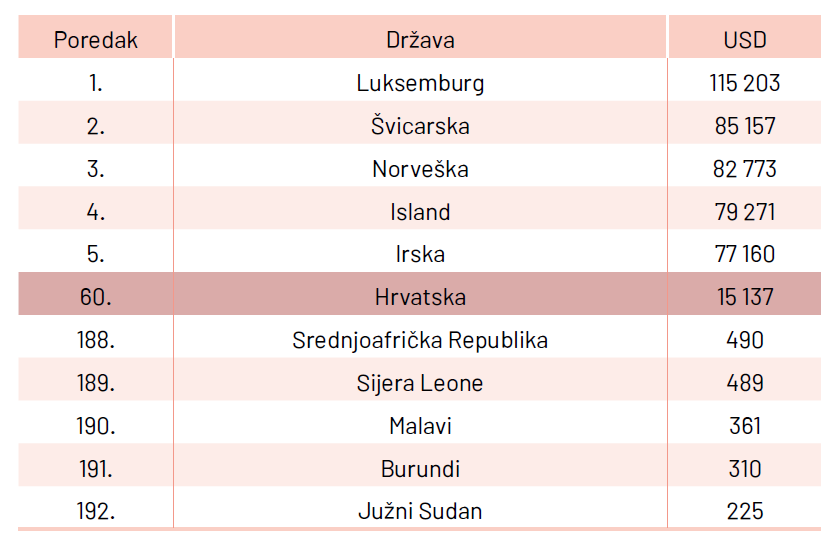 Poredak Država USD
1. Luksemburg 115 203
2. Švicarska 85 157
3. Norveška 82 773
4. Island 79 271
5. Irska 77 160
60. Hrvatska 15 137
188. Srednjoafrička Republika 490
189. Sijera Leone 489
190. Malavi 361
191. Burundi 310
192. Južni Sudan 225